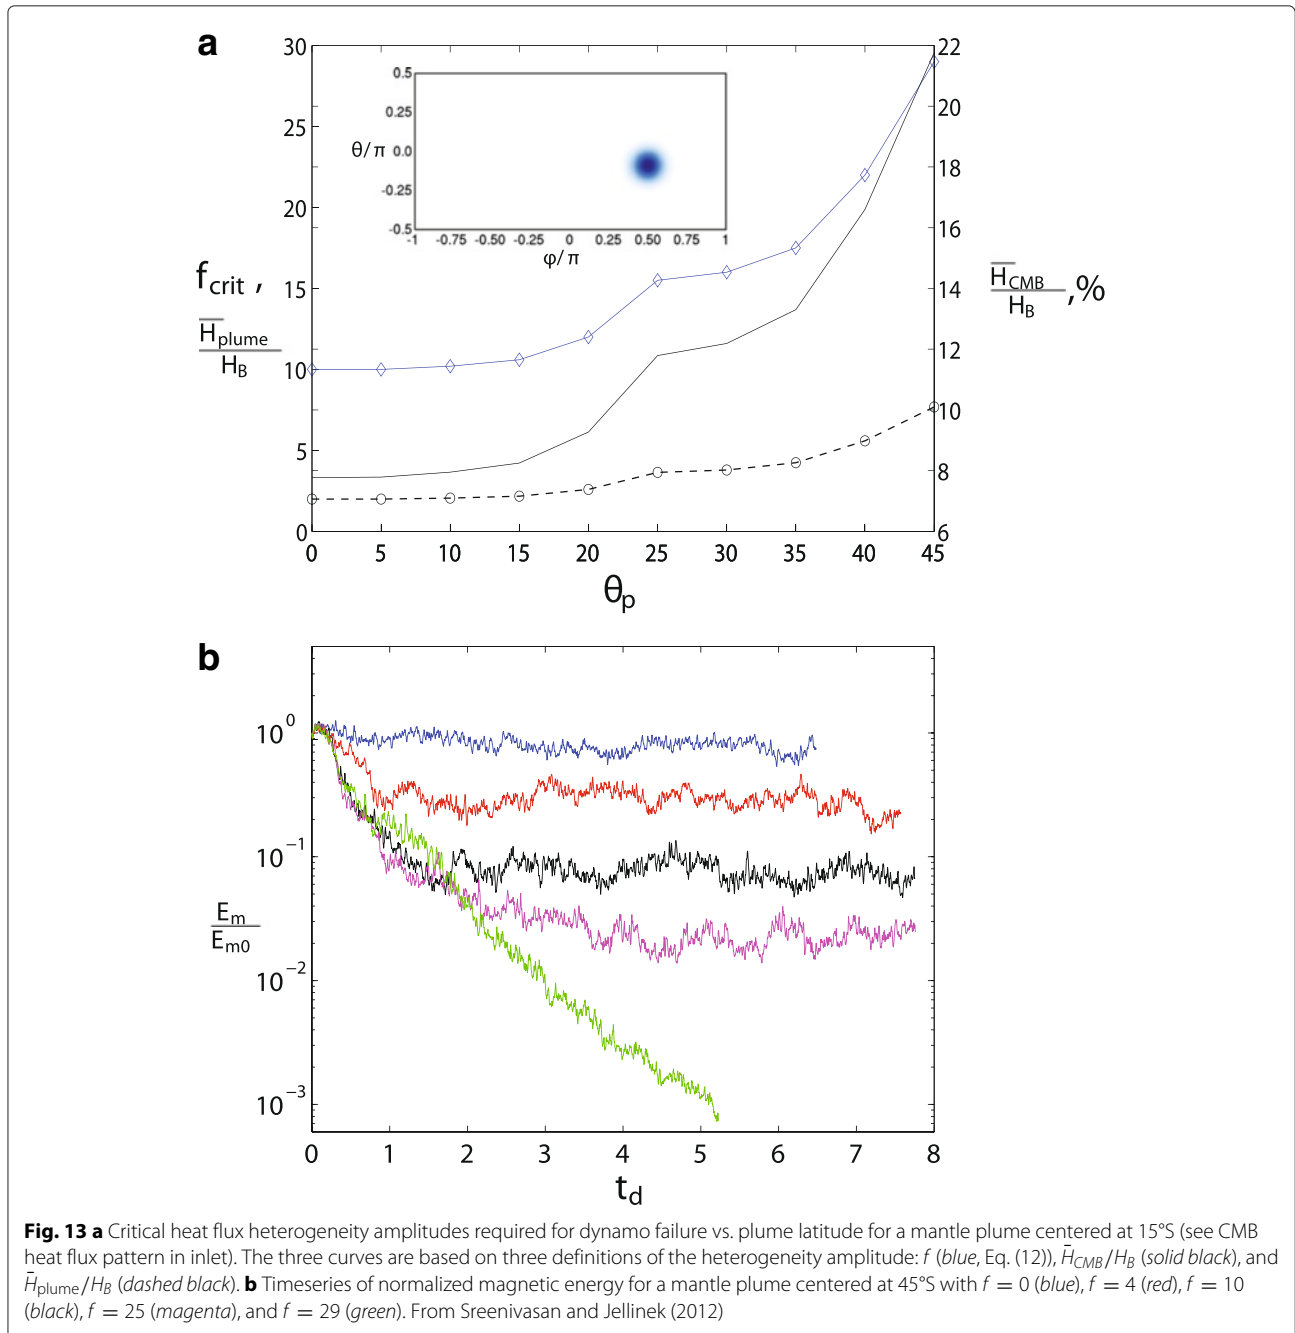 a
30
25
20
15
10
5
0
22
20
18
16
14
12
10
8
6
0.5
0.25
0.0
-0.25
-0.5
θ/π
-1 -0.75 -0.50 -0.25 0 0.25 0.50 0.75 1
φ/π
f_crit ,
H̅_plume
H_B
H̅_CMB
H_B
,%
0 5 10 15 20 25 30 35 40 45
θ_p
b
10⁰
10⁻¹
10⁻²
10⁻³
E_m
E_m0
0 1 2 3 4 5 6 7 8
t_d
Fig. 13 a Critical heat flux heterogeneity amplitudes required for dynamo failure vs. plume latitude for a mantle plume centered at 15°S (see CMB
heat flux pattern in inlet). The three curves are based on three definitions of the heterogeneity amplitude: f (blue, Eq. (12)), H̄_CMB/H_B (solid black), and
H̄_plume/H_B (dashed black). b Timeseries of normalized magnetic energy for a mantle plume centered at 45°S with f = 0 (blue), f = 4 (red), f = 10
(black), f = 25 (magenta), and f = 29 (green). From Sreenivasan and Jellinek (2012)